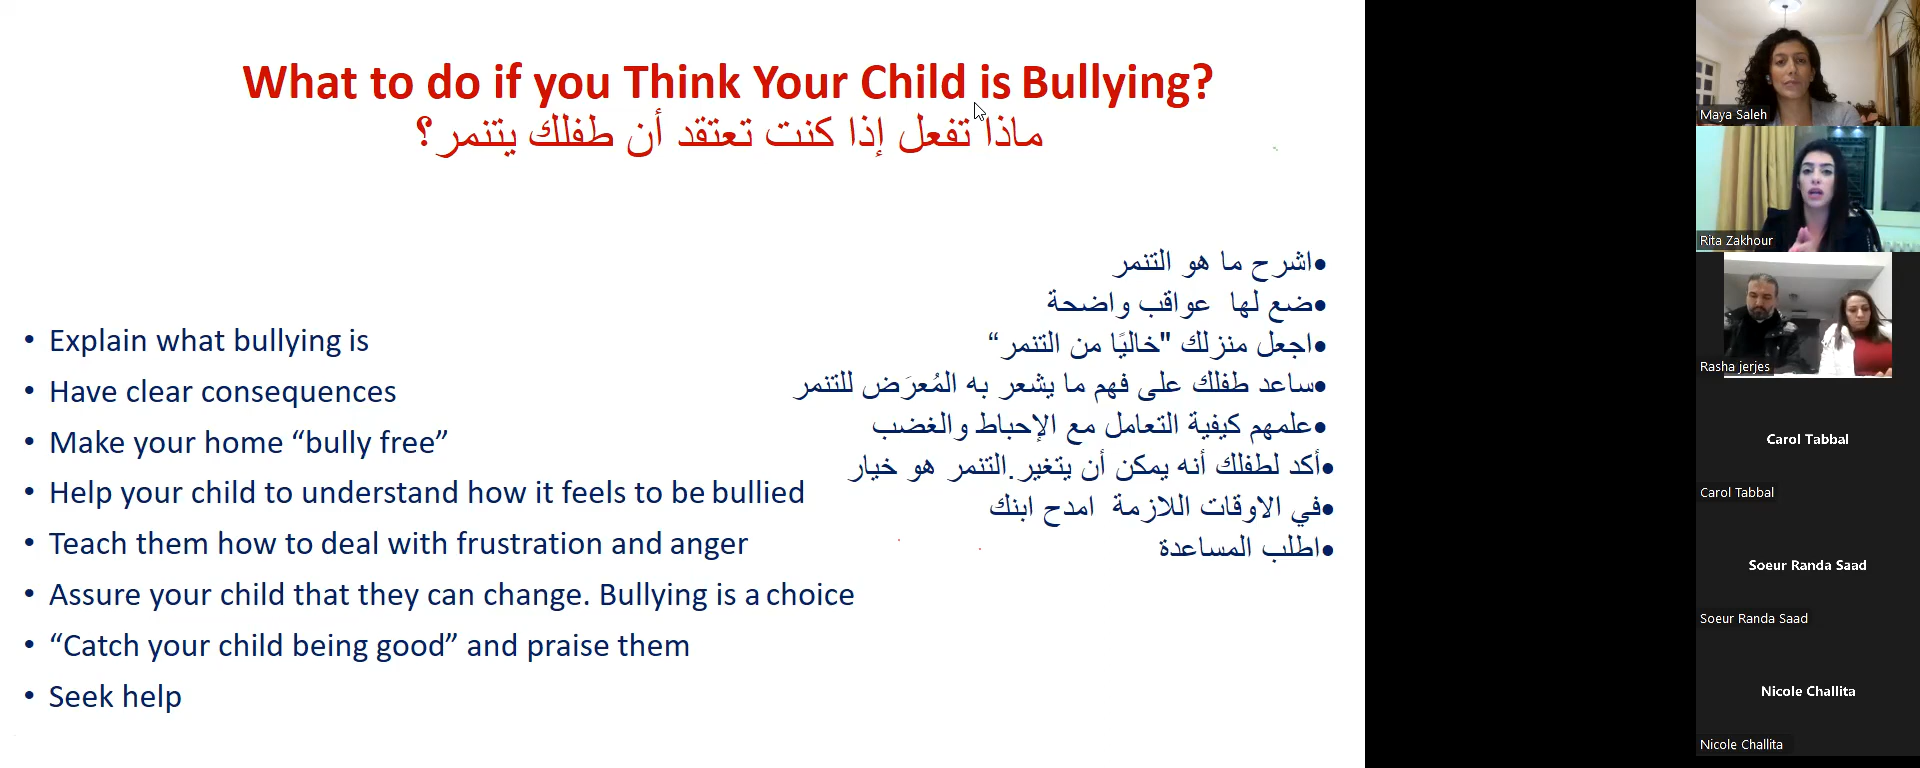 What to do if you Think Your Child is Bullying?
ماذا تفعل إذا كنت تعتقد أن طفلك يتنمر؟
• Explain what bullying is
• Have clear consequences
• Make your home “bully free”
• Help your child to understand how it feels to be bullied
• Teach them how to deal with frustration and anger
• Assure your child that they can change. Bullying is a choice
• “Catch your child being good” and praise them
• Seek help
•اشرح ما هو التنمر
•ضع لها عواقب واضحة
•اجعل منزلك "خاليًا من التنمر“
•ساعد طفلك على فهم ما يشعر به المُعرَض للتنمر
•علمهم كيفية التعامل مع الإحباط والغضب
•أكد لطفلك أنه يمكن أن يتغير.التنمر هو خيار
•في الاوقات اللازمة امدح ابنك
•اطلب المساعدة
Maya Saleh
Rita Zakhour
Rasha jerjes
Carol Tabbal
Carol Tabbal
Soeur Randa Saad
Soeur Randa Saad
Nicole Challita
Nicole Challita